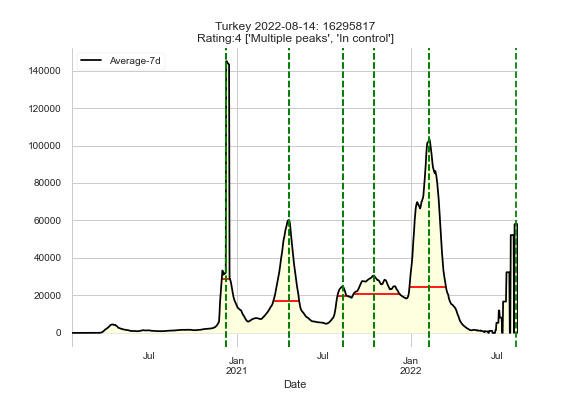 Turkey 2022-08-14: 16295817
Rating:4 ['Multiple peaks', 'In control']
Average-7d
140000
120000
100000
80000
60000
40000
20000
0
Jul
Jan
2021
Jul
Jan
2022
Jul
Date